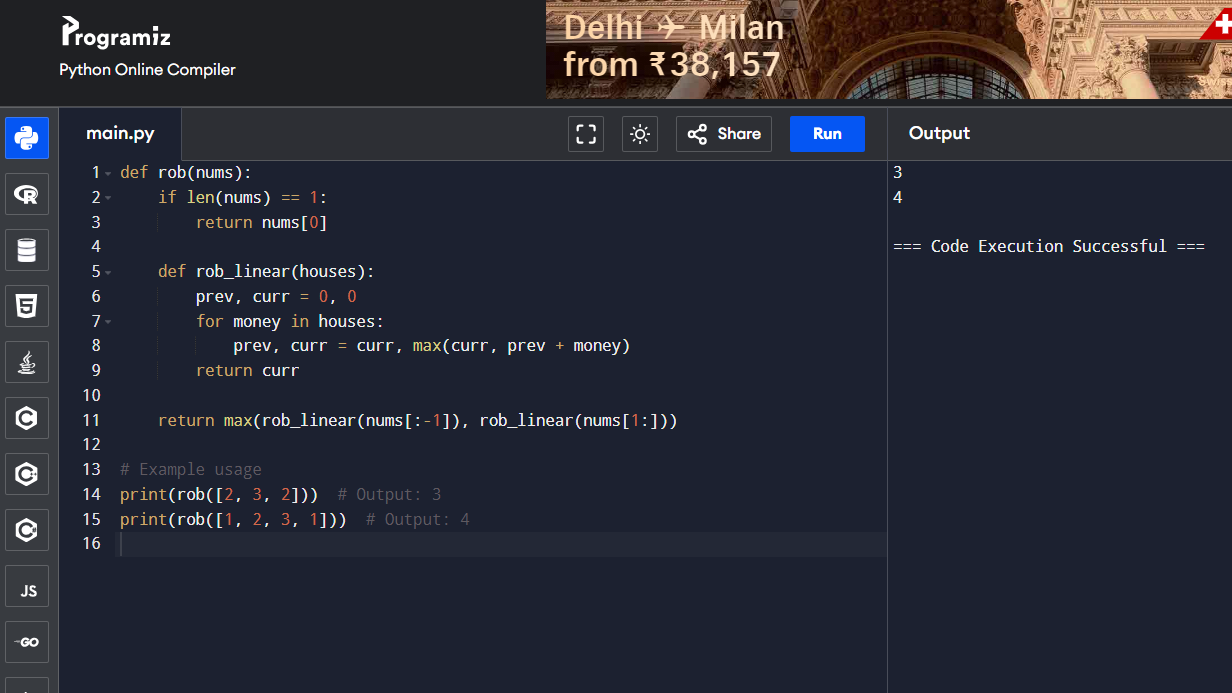 Programiz
Python Online Compiler
Delhi ✈ Milan
from ₹38,157
main.py
Share
Run
Output
1 def rob(nums):
2     if len(nums) == 1:
3         return nums[0]
4
5     def rob_linear(houses):
6         prev, curr = 0, 0
7         for money in houses:
8             prev, curr = curr, max(curr, prev + money)
9         return curr
10
11     return max(rob_linear(nums[:-1]), rob_linear(nums[1:]))
12
13 # Example usage
14 print(rob([2, 3, 2]))  # Output: 3
15 print(rob([1, 2, 3, 1]))  # Output: 4
16
3
4
=== Code Execution Successful ===
R
5
C
C
C
JS
GO